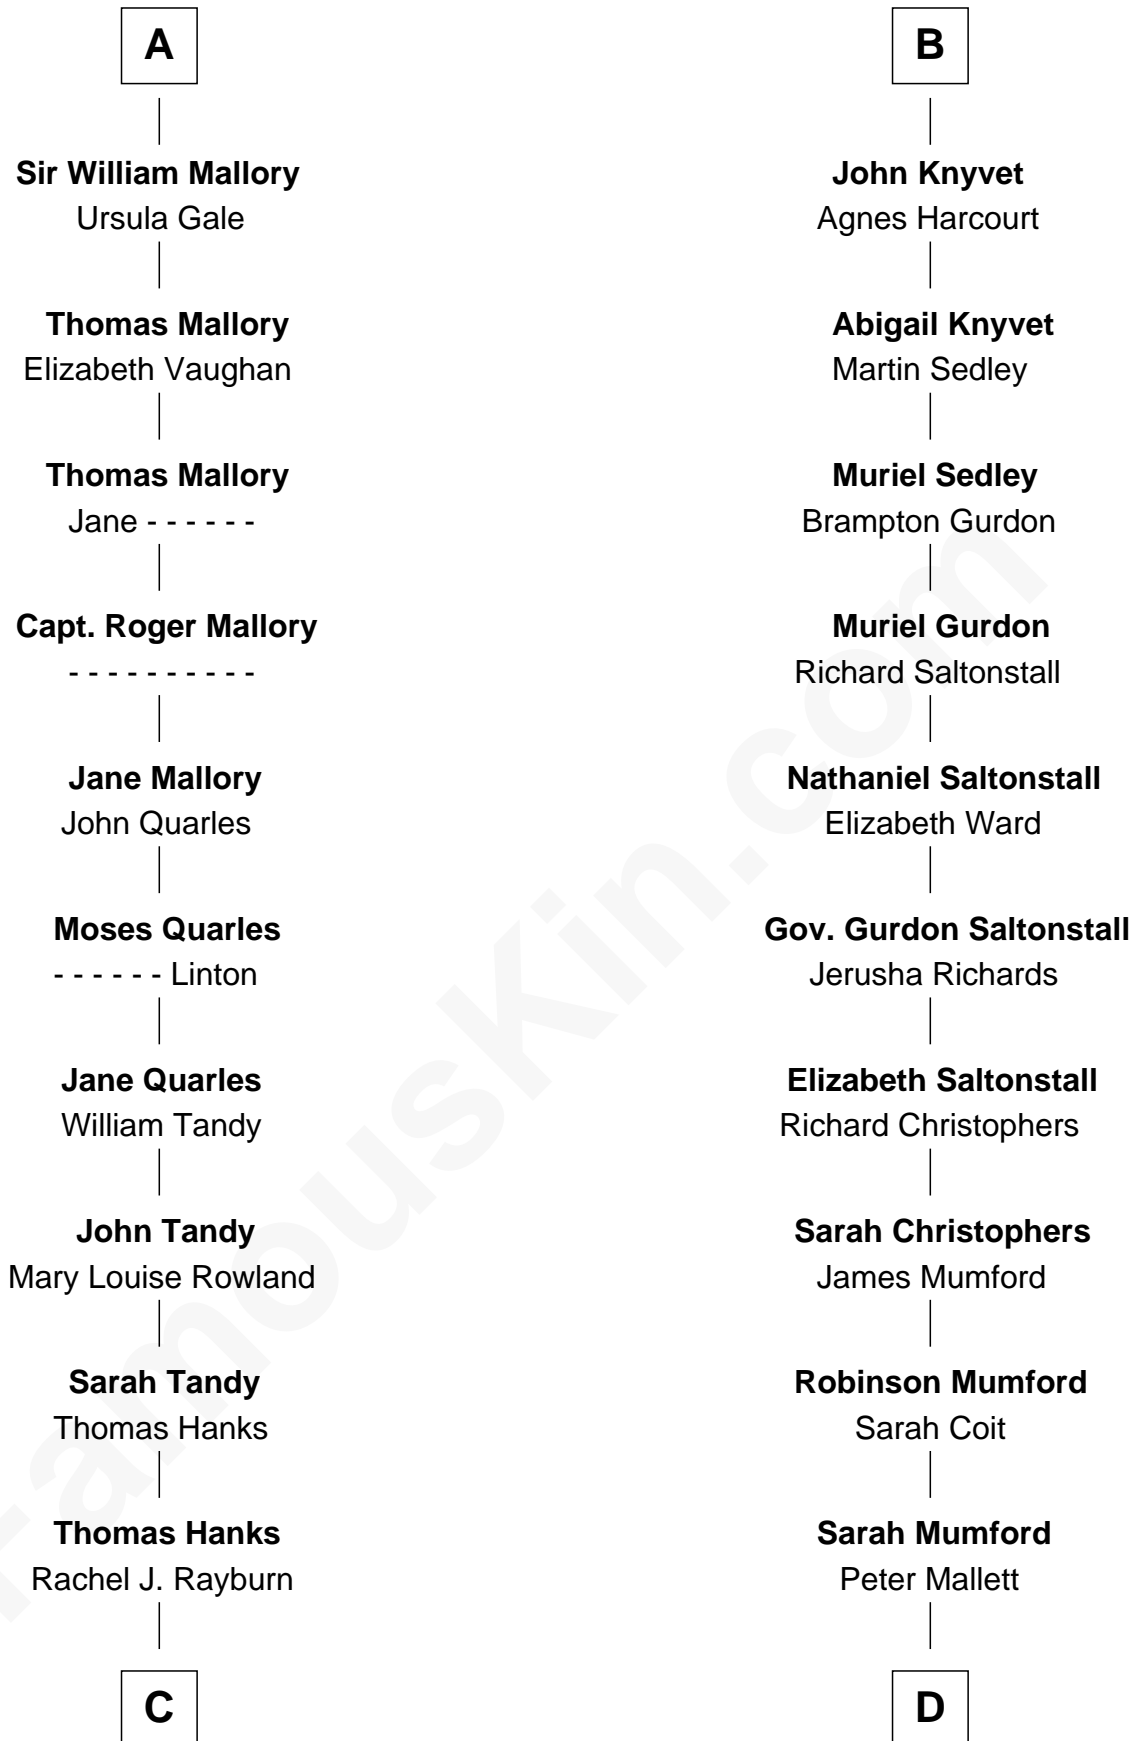 A
Sir William Mallory
Ursula Gale
Thomas Mallory
Elizabeth Vaughan
Thomas Mallory
Jane - - - - - -
Capt. Roger Mallory
- - - - - - - - - -
Jane Mallory
John Quarles
Moses Quarles
- - - - - - Linton
Jane Quarles
William Tandy
John Tandy
Mary Louise Rowland
Sarah Tandy
Thomas Hanks
Thomas Hanks
Rachel J. Rayburn
C
B
John Knyvet
Agnes Harcourt
Abigail Knyvet
Martin Sedley
Muriel Sedley
Brampton Gurdon
Muriel Gurdon
Richard Saltonstall
Nathaniel Saltonstall
Elizabeth Ward
Gov. Gurdon Saltonstall
Jerusha Richards
Elizabeth Saltonstall
Richard Christophers
Sarah Christophers
James Mumford
Robinson Mumford
Sarah Coit
Sarah Mumford
Peter Mallett
D
FamousKin.com